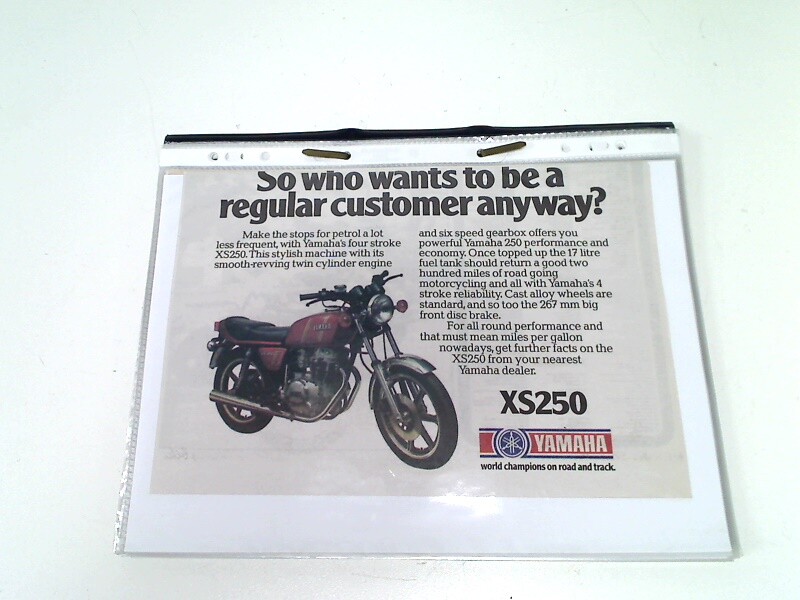 So who wants to be a
regular customer anyway?
Make the stops for petrol a lot
less frequent, with Yamaha's four stroke
XS250. This stylish machine with its
smooth-revving twin cylinder engine
and six speed gearbox offers you
powerful Yamaha 250 performance and
economy. Once topped up the 17 litre
fuel tank should return a good two
hundred miles of road going
motorcycling and all with Yamaha's 4
stroke reliability. Cast alloy wheels are
standard, and so too the 267 mm big
front disc brake.
For all round performance and
that must mean miles per gallon
nowadays, get further facts on the
XS250 from your nearest
Yamaha dealer.
YAMAHA
XS250
YAMAHA
world champions on road and track.